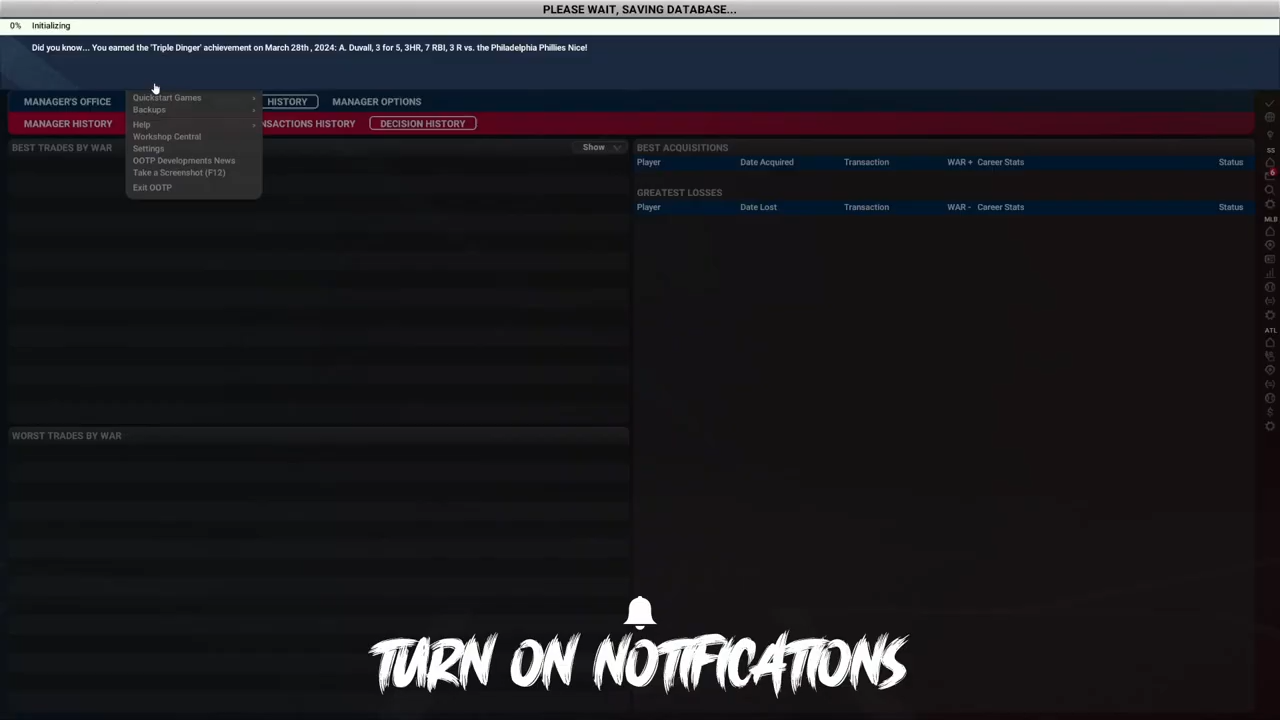 PLEASE WAIT, SAVING DATABASE...
0% Initializing
Did you know... You earned the 'Triple Dinger' achievement on March 28th , 2024: A. Duvall, 3 for 5, 3HR, 7 RBI, 3 R vs. the Philadelphia Phillies Nice!
MANAGER'S OFFICE HISTORY MANAGER OPTIONS
Quickstart Games
Backups
Help
Workshop Central
Settings
OOTP Developments News
Take a Screenshot (F12)
Exit OOTP
MANAGER HISTORY NSACTIONS HISTORY DECISION HISTORY
BEST TRADES BY WAR Show
BEST ACQUISITIONS
Player Date Acquired Transaction WAR + Career Stats Status
GREATEST LOSSES
Player Date Lost Transaction WAR - Career Stats Status
WORST TRADES BY WAR
SS
6
MLB
ATL
TURN ON NOTIFICATIONS